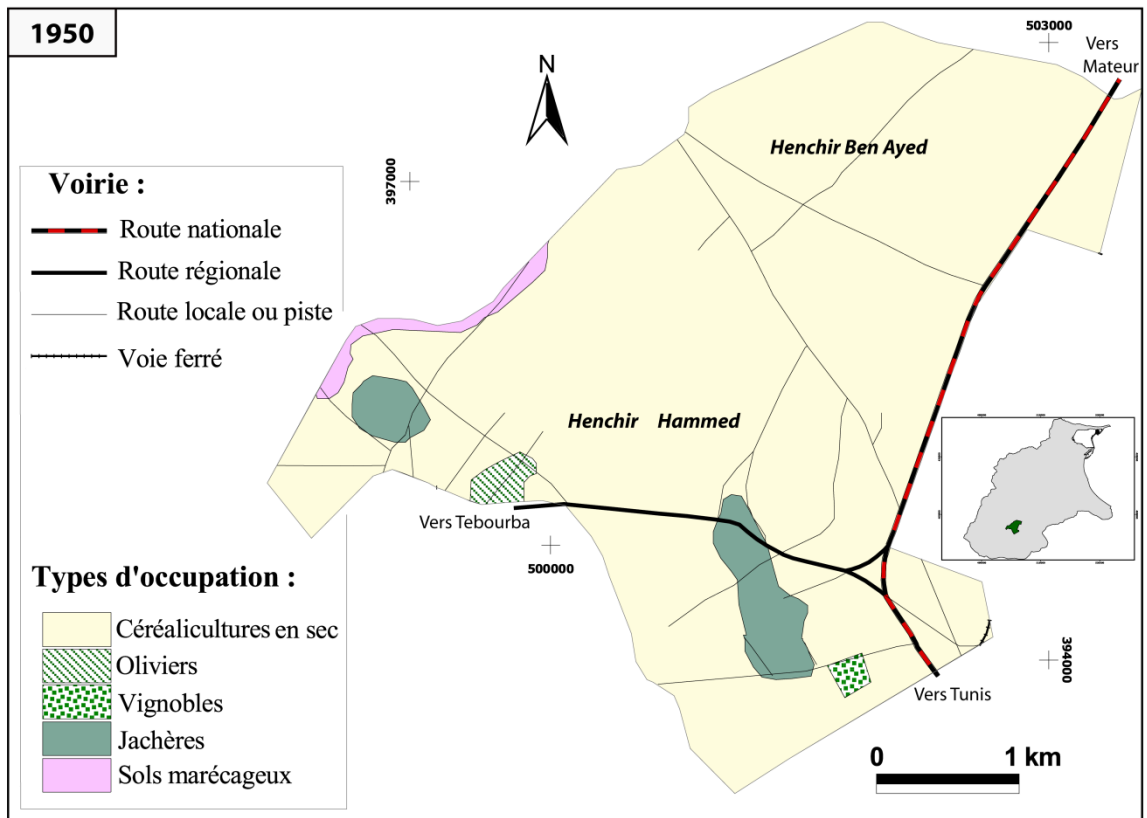 1950
503000
Vers
Mateur
N
Henchir Ben Ayed
397000
Voirie :
Route nationale
Route régionale
Route locale ou piste
Voie ferré
Henchir Hammed
Vers Tebourba
500000
Types d'occupation :
Céréalicultures en sec
Oliviers
Vignobles
Jachères
Sols marécageux
394000
Vers Tunis
0 1 km